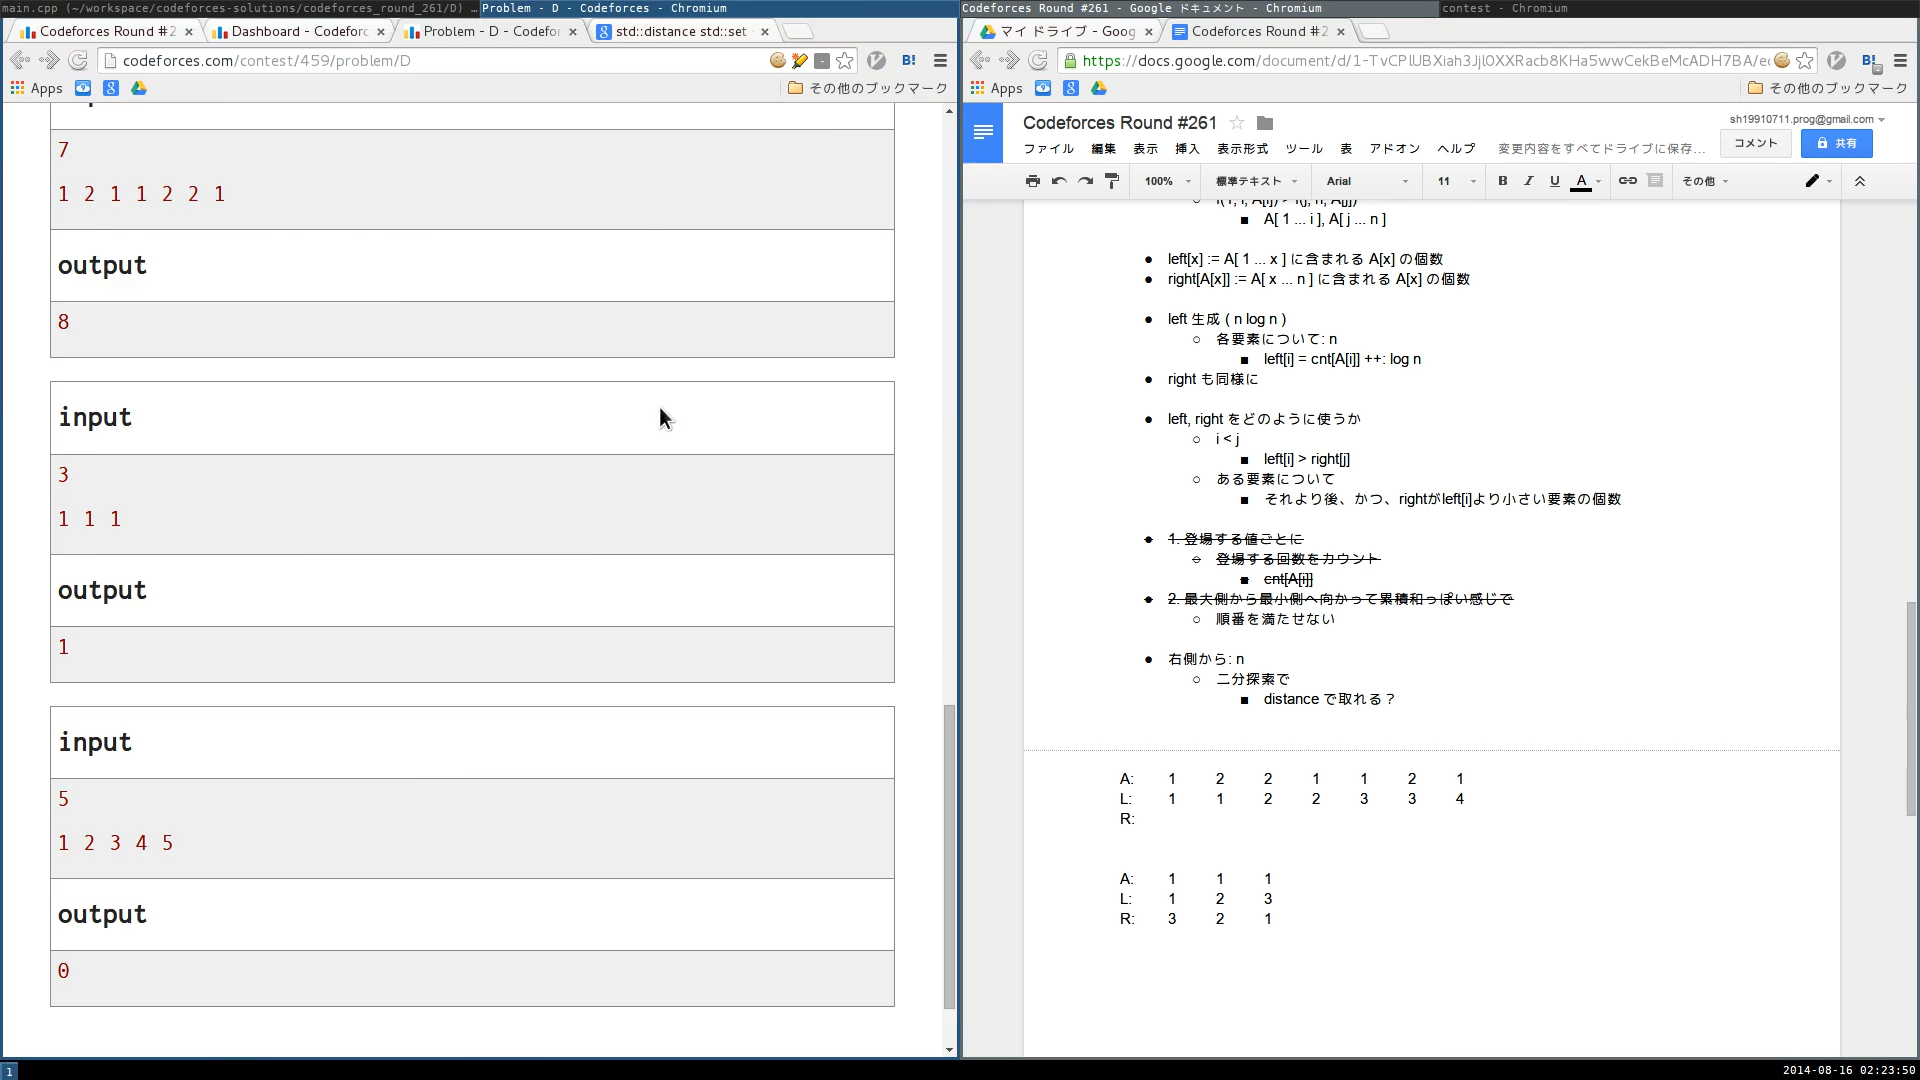 main.cpp (~/workspace/codeforces-solutions/codeforces_round_261/D) …
Problem - D - Codeforces - Chromium
Codeforces Round #2
Dashboard - Codeforc
Problem - D - Codefor
std::distance std::set
codeforces.com/contest/459/problem/D
B!
Apps
その他のブックマーク
7
1 2 1 1 2 2 1
output
8
input
3
1 1 1
output
1
input
5
1 2 3 4 5
output
0
Codeforces Round #261 - Google ドキュメント - Chromium
contest - Chromium
マイ ドライブ - Goog
Codeforces Round #2
B!
Apps
その他のブックマーク
Codeforces Round #261
sh19910711.prog@gmail.com
コメント
共有
ファイル 編集 表示 挿入 表示形式 ツール 表 アドオン ヘルプ 変更内容をすべてドライブに保存...
100% 標準テキスト Arial 11 B I U A その他
A[ 1 ... i ], A[ j ... n ]
left[x] := A[ 1 ... x ] に含まれる A[x] の個数
right[A[x]] := A[ x ... n ] に含まれる A[x] の個数
left 生成 ( n log n )
各要素について: n
left[i] = cnt[A[i]] ++: log n
right も同様に
left, right をどのように使うか
i < j
left[i] > right[j]
ある要素について
それより後、かつ、rightがleft[i]より小さい要素の個数
1. 登場する値ごとに
登場する回数をカウント
cnt[A[i]]
2. 最大側から最小側へ向かって累積和っぽい感じで
順番を満たせない
右側から: n
二分探索で
distance で取れる？
A: 1 2 2 1 1 2 1
L: 1 1 2 2 3 3 4
R:
A: 1 1 1
L: 1 2 3
R: 3 2 1
1
2014-08-16 02:23:50